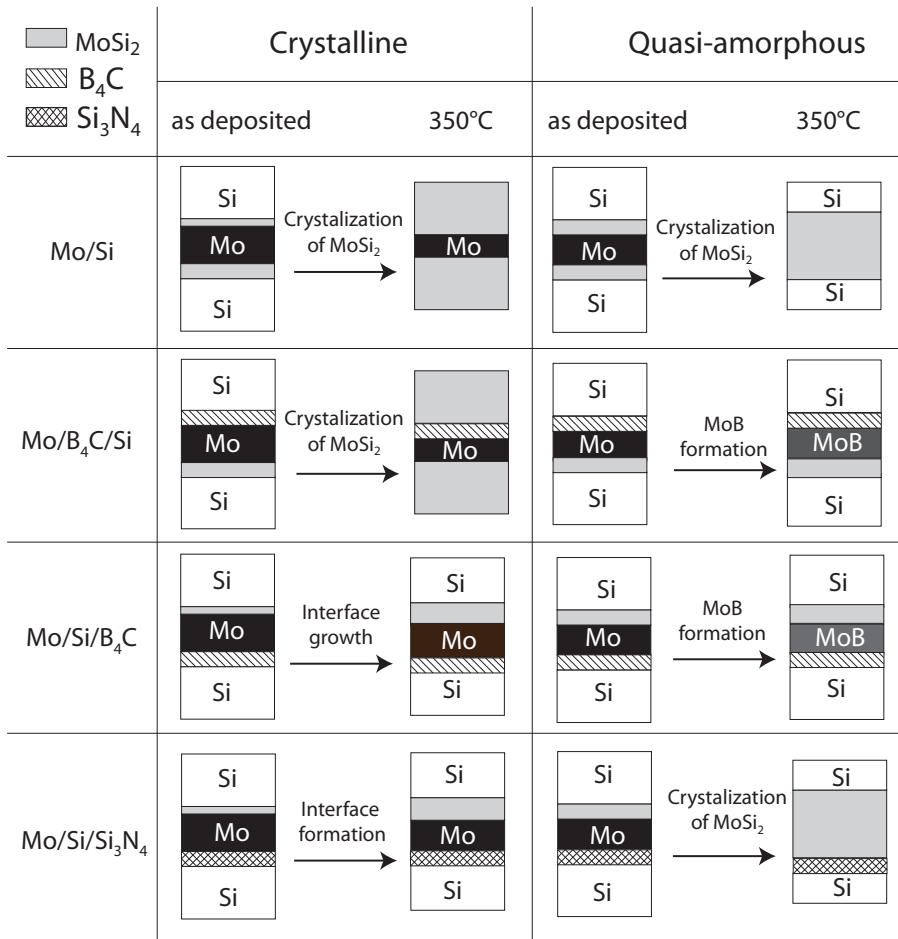 MoSi₂
B₄C
Si₃N₄
Crystalline
Quasi-amorphous
as deposited
350°C
as deposited
350°C
Mo/Si
Si
Mo
Si
Crystalization
of MoSi₂
Mo
Si
Mo
Si
Crystalization
of MoSi₂
Si
Si
Mo/B₄C/Si
Si
Mo
Si
Crystalization
of MoSi₂
Mo
Si
Mo
Si
MoB
formation
Si
MoB
Si
Mo/Si/B₄C
Si
Mo
Si
Interface
growth
Si
Mo
Si
Si
Mo
Si
MoB
formation
Si
MoB
Si
Mo/Si/Si₃N₄
Si
Mo
Si
Interface
formation
Si
Mo
Si
Si
Mo
Si
Crystalization
of MoSi₂
Si
Si